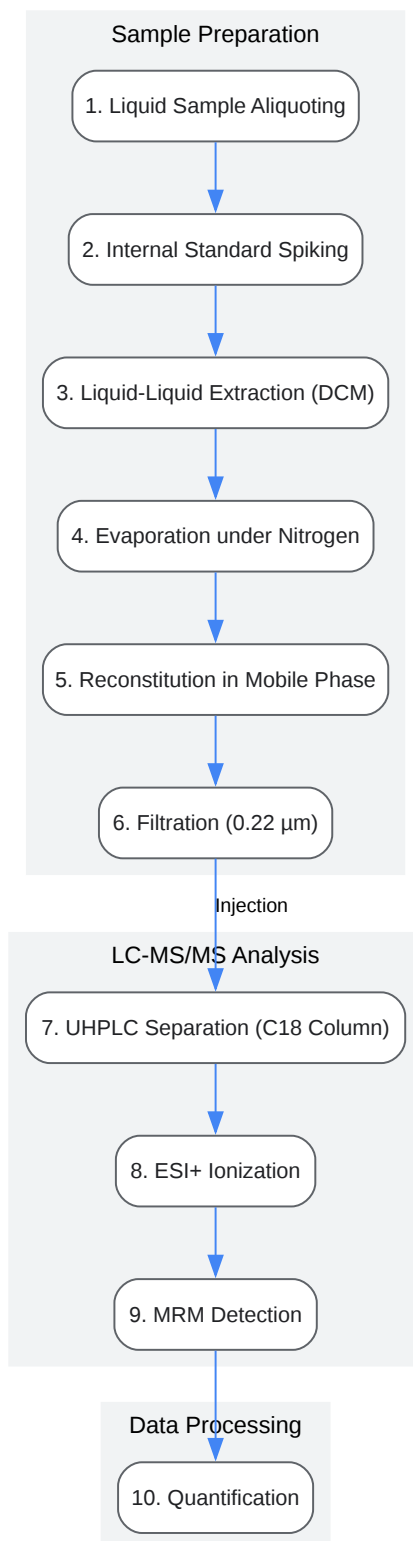 Sample Preparation
1. Liquid Sample Aliquoting
2. Internal Standard Spiking
3. Liquid-Liquid Extraction (DCM)
4. Evaporation under Nitrogen
5. Reconstitution in Mobile Phase
6. Filtration (0.22 µm)
Injection
LC-MS/MS Analysis
7. UHPLC Separation (C18 Column)
8. ESI+ Ionization
9. MRM Detection
Data Processing
10. Quantification